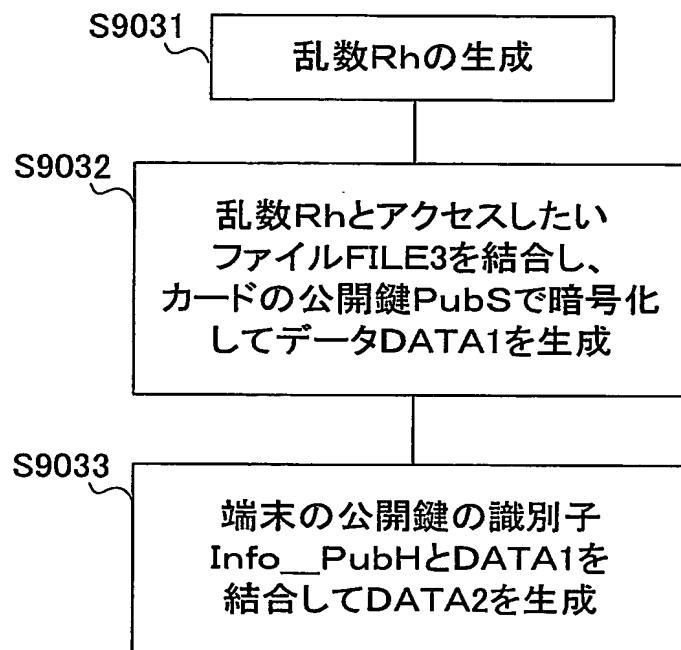 S9031
乱数Rhの生成
S9032
乱数Rhとアクセスしたい
ファイルFILE3を結合し、
カードの公開鍵PubSで暗号化
してデータDATA1を生成
S9033
端末の公開鍵の識別子
Info__PubHとDATA1を
結合してDATA2を生成